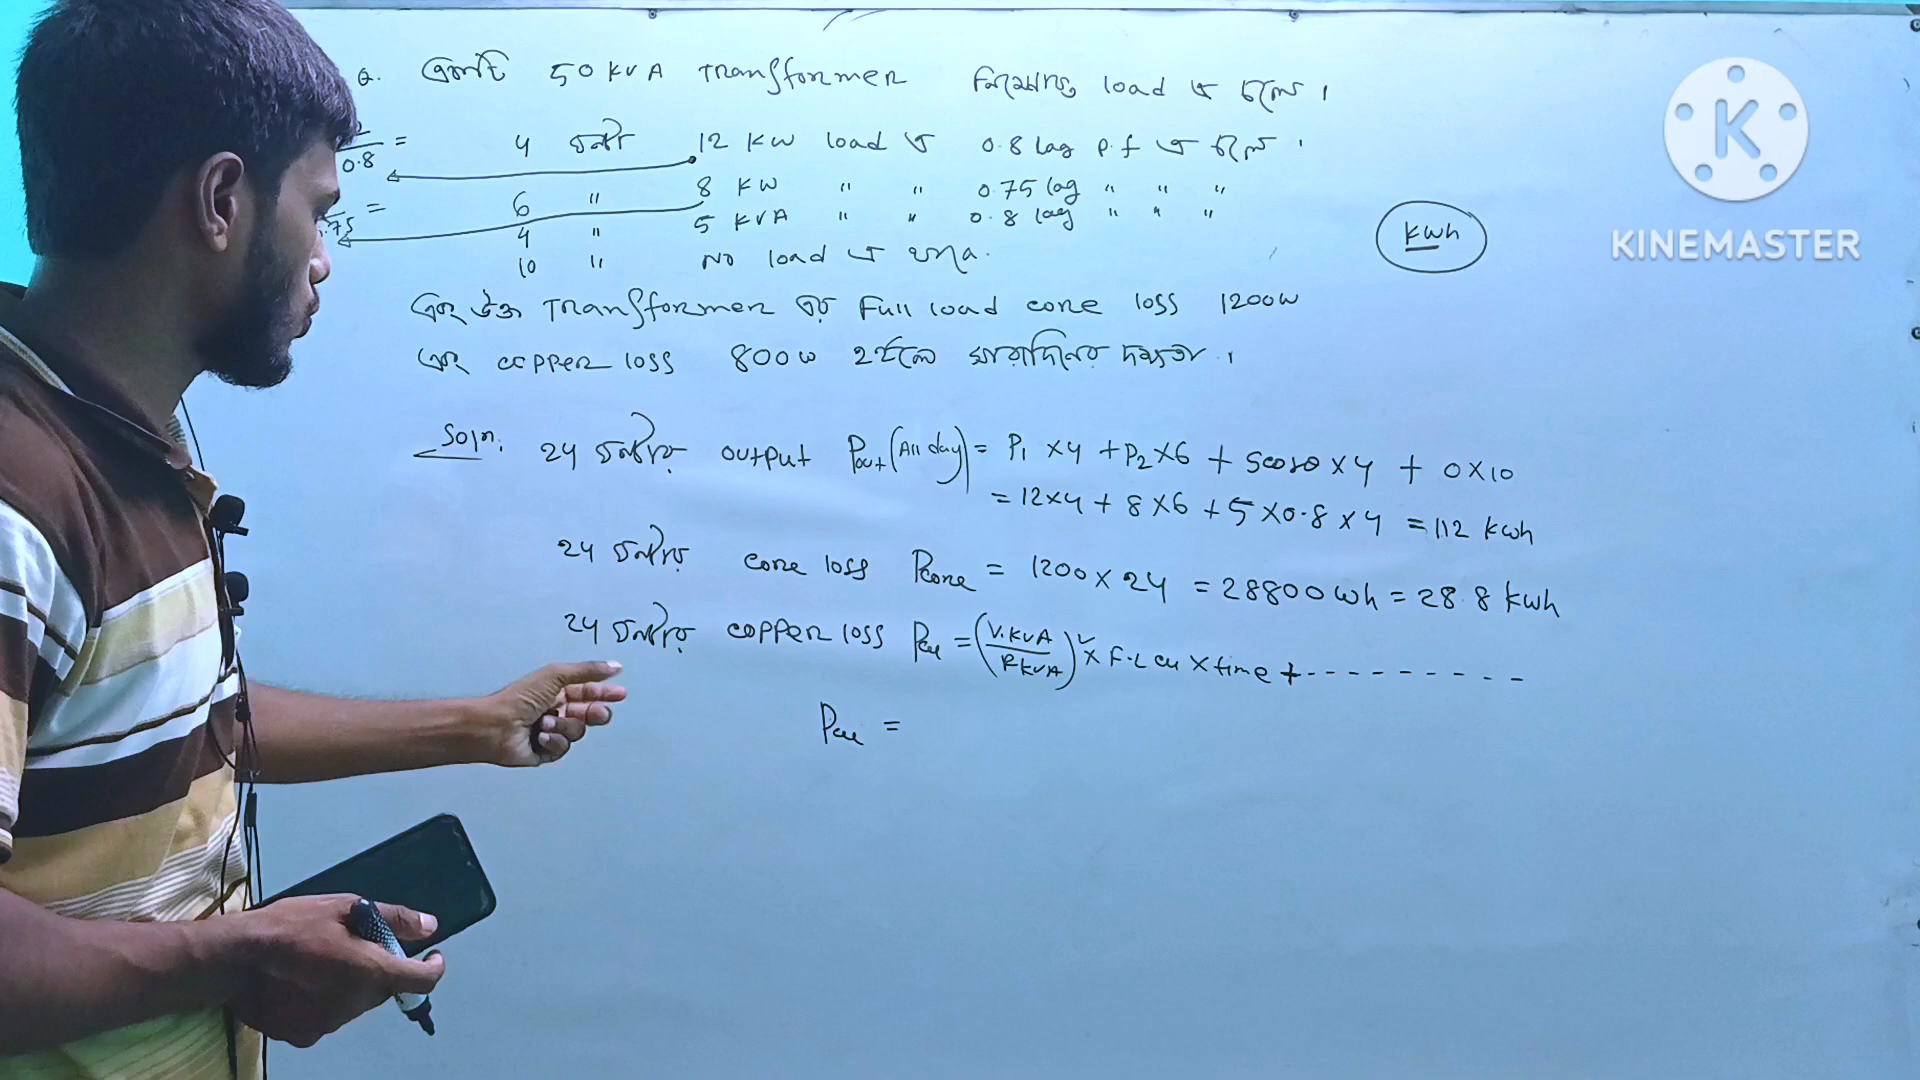 Q. একটি 50 kVA Transformer নিম্নোক্ত load এ চলে।
4 ঘন্টা 12 KW load এ 0.8 lag p.f এ চলে।
0.8 =
6 " 8 KW " " 0.75 lag " " "
.75 =
4 " 5 KVA " " 0.8 lag " " "
10 " No load এ
এবং উক্ত Transformer এর Full load core loss 1200W
এবং copper loss 800W হইলে সারাদিনের দক্ষতা।
kwh
KINEMASTER
Soln. 24 ঘন্টায় output Pout (All day) = P1 × 4 + P2 × 6 + 5cosθ × 4 + 0 × 10
= 12 × 4 + 8 × 6 + 5 × 0.8 × 4 = 112 kwh
24 ঘন্টায় core loss Pcore = 1200 × 24 = 28800 wh = 28.8 kwh
24 ঘন্টায় copper loss Pcu = (V.KVA / R KVA)² × F.L cu × time + ---------
Pcu =